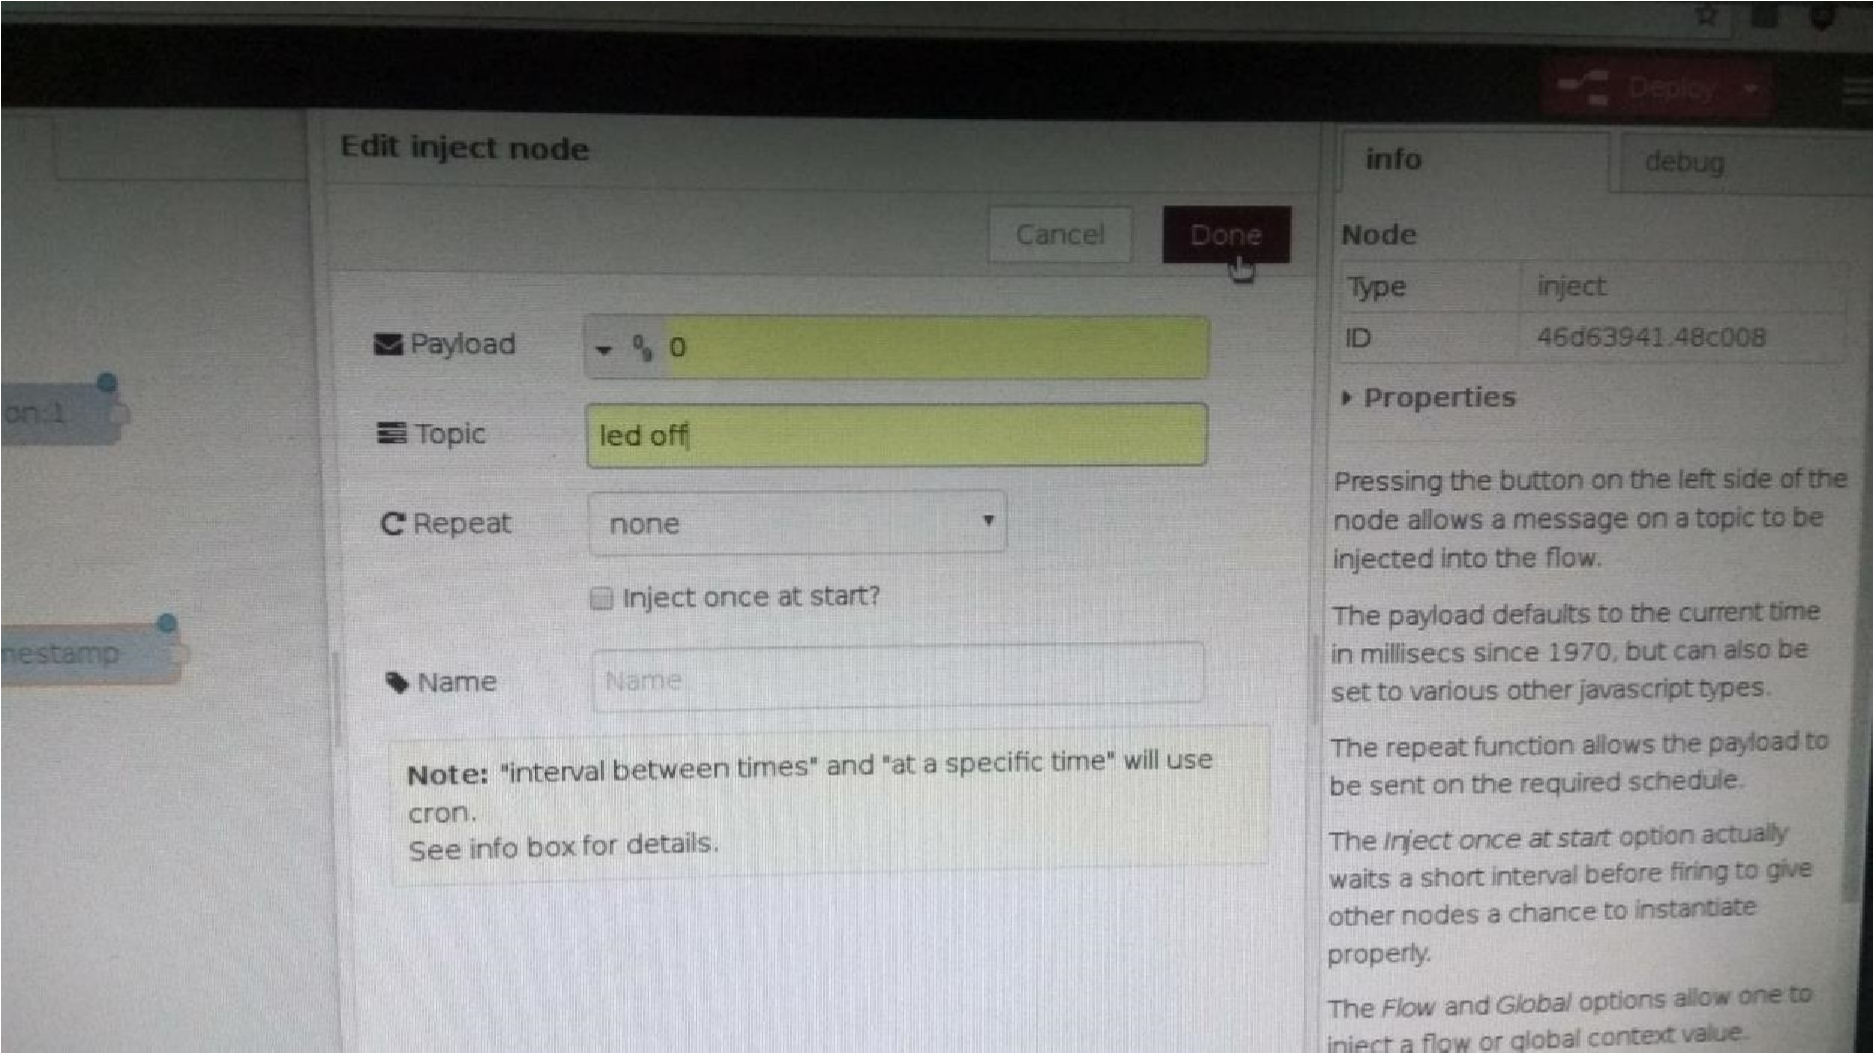 Deploy
Edit inject node
info
debug
Cancel
Done
Node
Type inject
ID 46d63941.48c008
Payload 0
Topic led off
Properties
on:1
Repeat none
Pressing the button on the left side of the
node allows a message on a topic to be
injected into the flow.
Inject once at start?
The payload defaults to the current time
in millisecs since 1970, but can also be
set to various other javascript types.
Name Name
The repeat function allows the payload to
be sent on the required schedule.
Note: "interval between times" and "at a specific time" will use
cron.
See info box for details.
The Inject once at start option actually
waits a short interval before firing to give
other nodes a chance to instantiate
properly.
The Flow and Global options allow one to
inject a flow or global context value.